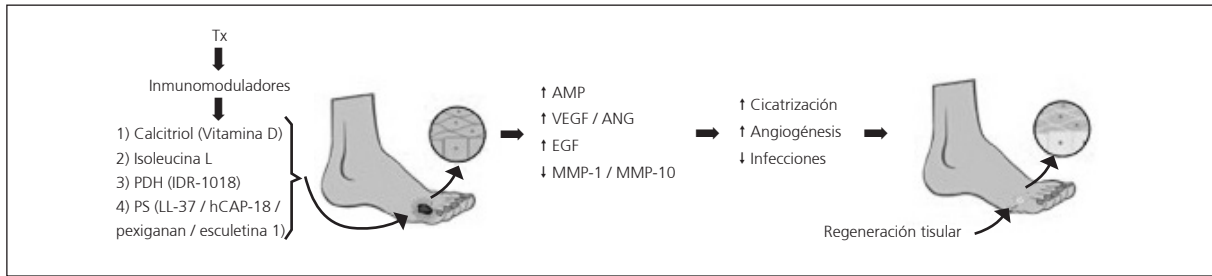 Tx
Inmunomoduladores
1) Calcitriol (Vitamina D)
2) Isoleucina L
3) PDH (IDR-1018)
4) PS (LL-37 / hCAP-18 /
pexiganan / esculetina 1)
↑ AMP
↑ VEGF / ANG
↑ EGF
↓ MMP-1 / MMP-10
↑ Cicatrización
↑ Angiogénesis
↓ Infecciones
Regeneración tisular